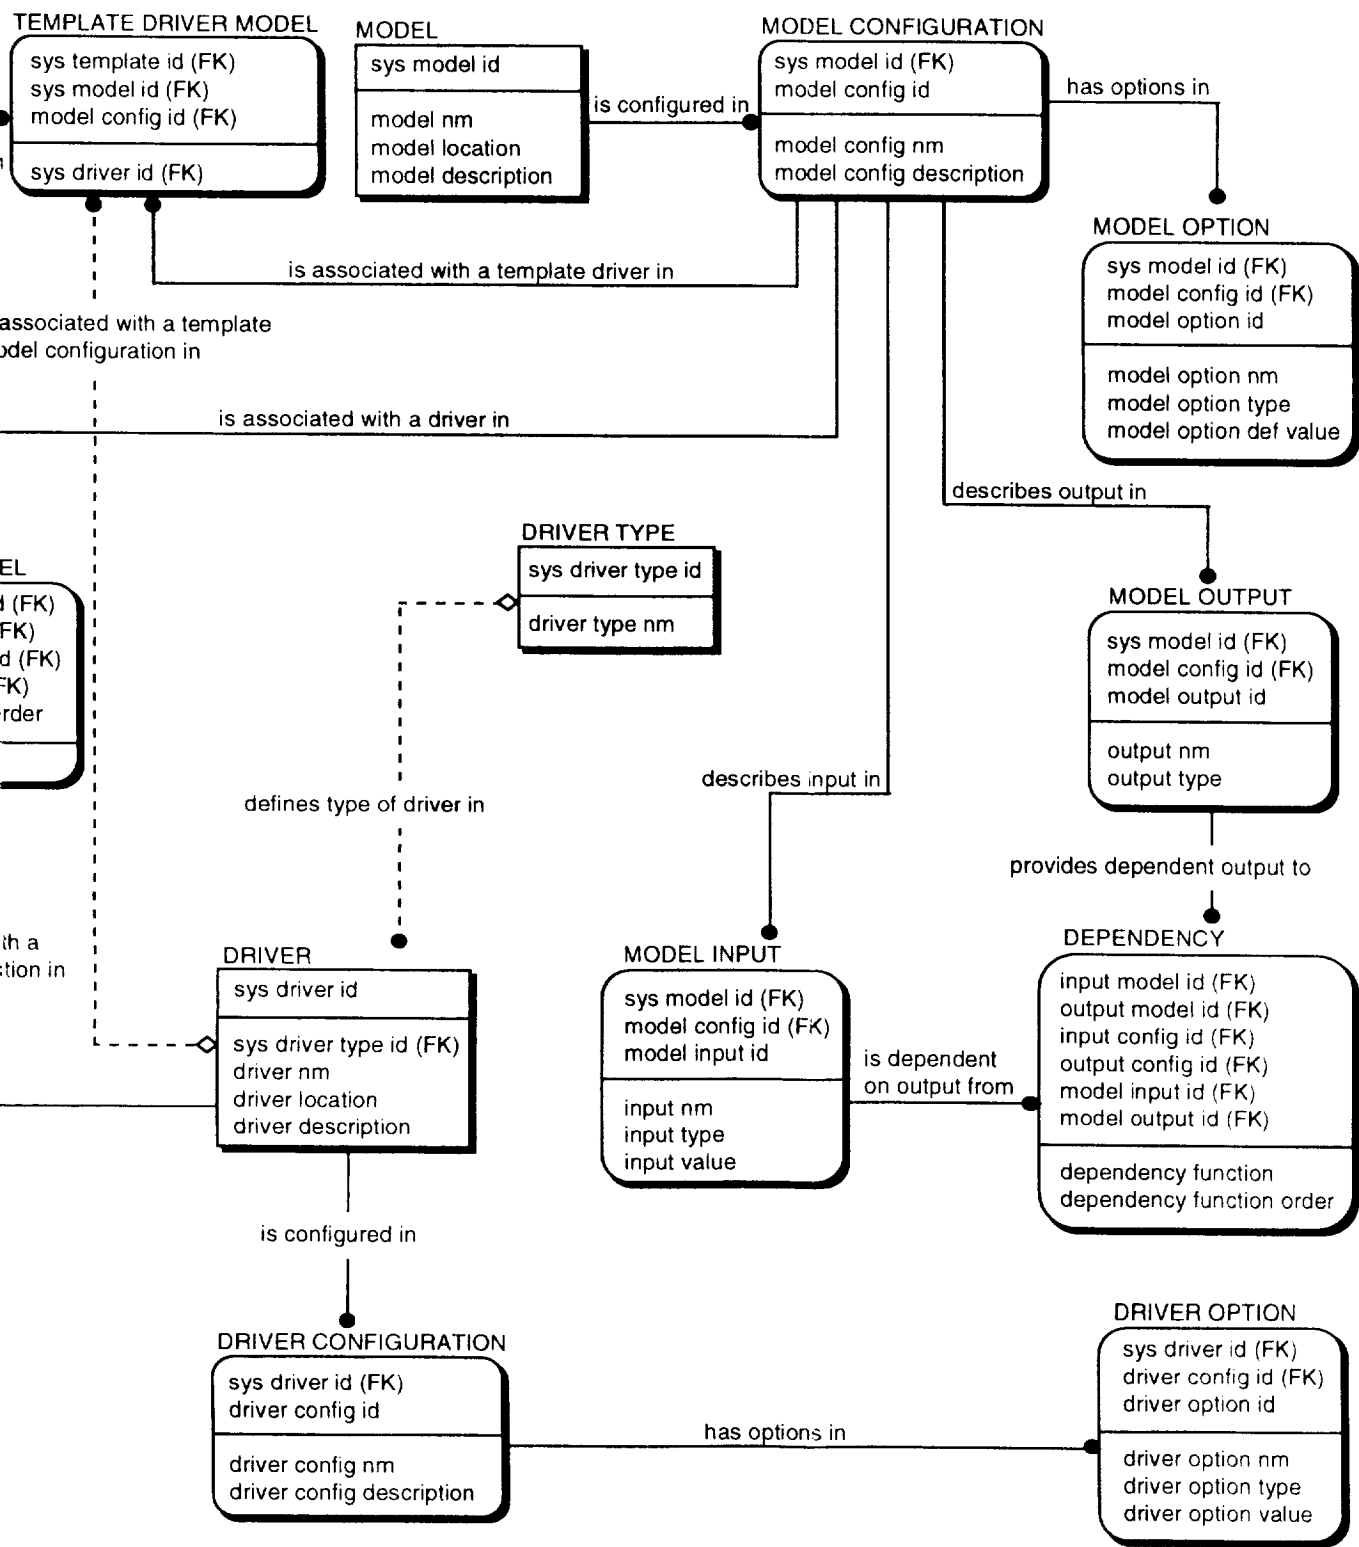 TEMPLATE DRIVER MODEL
sys template id (FK)
sys model id (FK)
model config id (FK)
sys driver id (FK)
MODEL
sys model id
model nm
model location
model description
is configured in
MODEL CONFIGURATION
sys model id (FK)
model config id
model config nm
model config description
has options in
MODEL OPTION
sys model id (FK)
model config id (FK)
model option id
model option nm
model option type
model option def value
is associated with a template driver in
associated with a template
configuration in
is associated with a driver in
describes output in
DRIVER TYPE
sys driver type id
driver type nm
(FK)
(FK)
(FK)
MODEL OUTPUT
sys model id (FK)
model config id (FK)
model output id
output nm
output type
describes input in
defines type of driver in
provides dependent output to
a
in
DRIVER
sys driver id
sys driver type id (FK)
driver nm
driver location
driver description
MODEL INPUT
sys model id (FK)
model config id (FK)
model input id
input nm
input type
input value
is dependent
on output from
DEPENDENCY
input model id (FK)
output model id (FK)
input config id (FK)
output config id (FK)
model input id (FK)
model output id (FK)
dependency function
dependency function order
is configured in
DRIVER CONFIGURATION
sys driver id (FK)
driver config id
driver config nm
driver config description
has options in
DRIVER OPTION
sys driver id (FK)
driver config id (FK)
driver option id
driver option nm
driver option type
driver option value